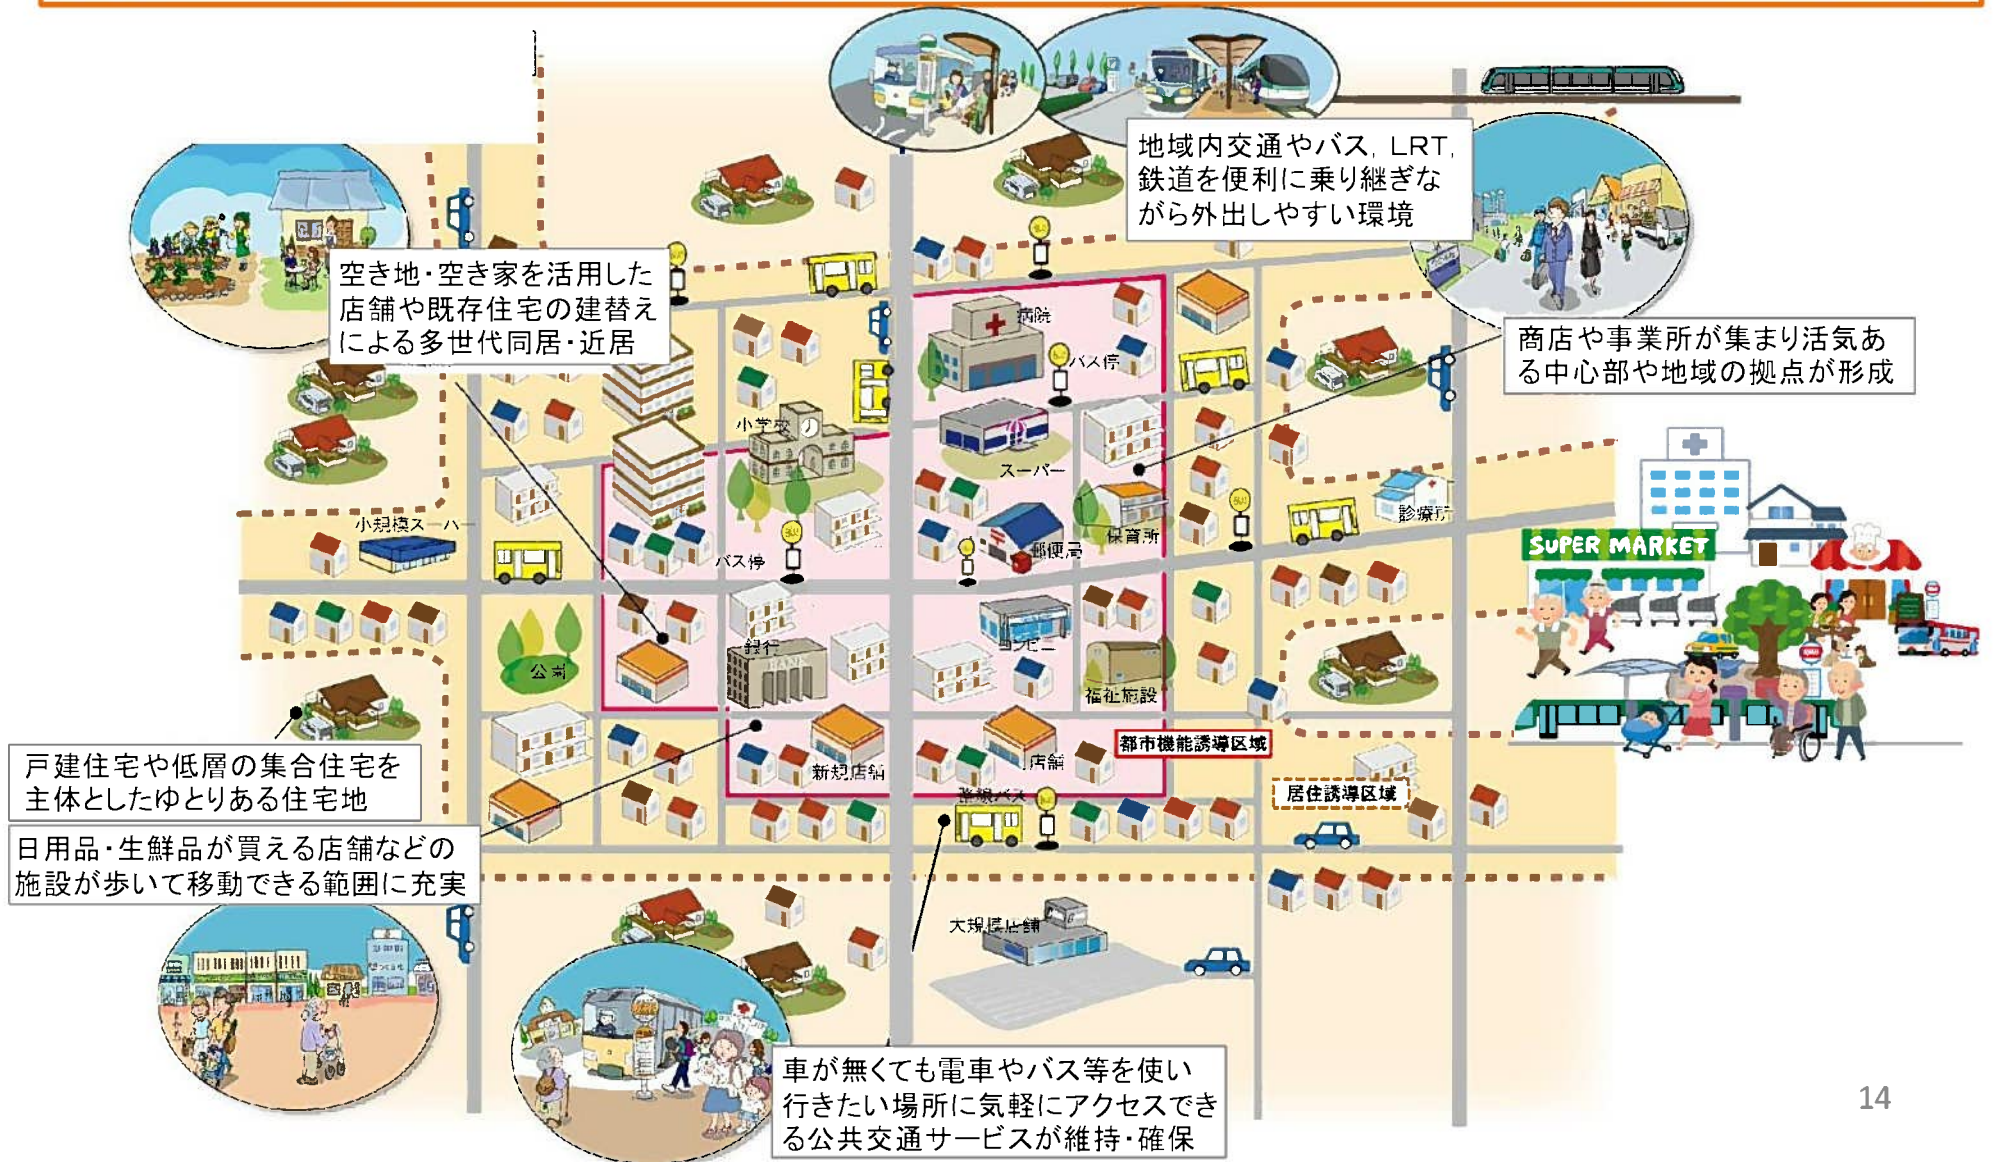 地域内交通やバス, LRT,
鉄道を便利に乗り継ぎな
がら外出しやすい環境
空き地・空き家を活用した
店舗や既存住宅の建替え
による多世代同居・近居
商店や事業所が集まり活気あ
る中心部や地域の拠点が形成
病院
バス停
小学校
スーパー
小規模スーパー
診療所
保育所
郵便局
バス停
SUPER MARKET
銀行
BANK
コンビニ
公園
福祉施設
都市機能誘導区域
新規店舗
店舗
居住誘導区域
路線バス
戸建住宅や低層の集合住宅を
主体としたゆとりある住宅地
日用品・生鮮品が買える店舗などの
施設が歩いて移動できる範囲に充実
大規模店舗
車が無くても電車やバス等を使い
行きたい場所に気軽にアクセスでき
る公共交通サービスが維持・確保
14